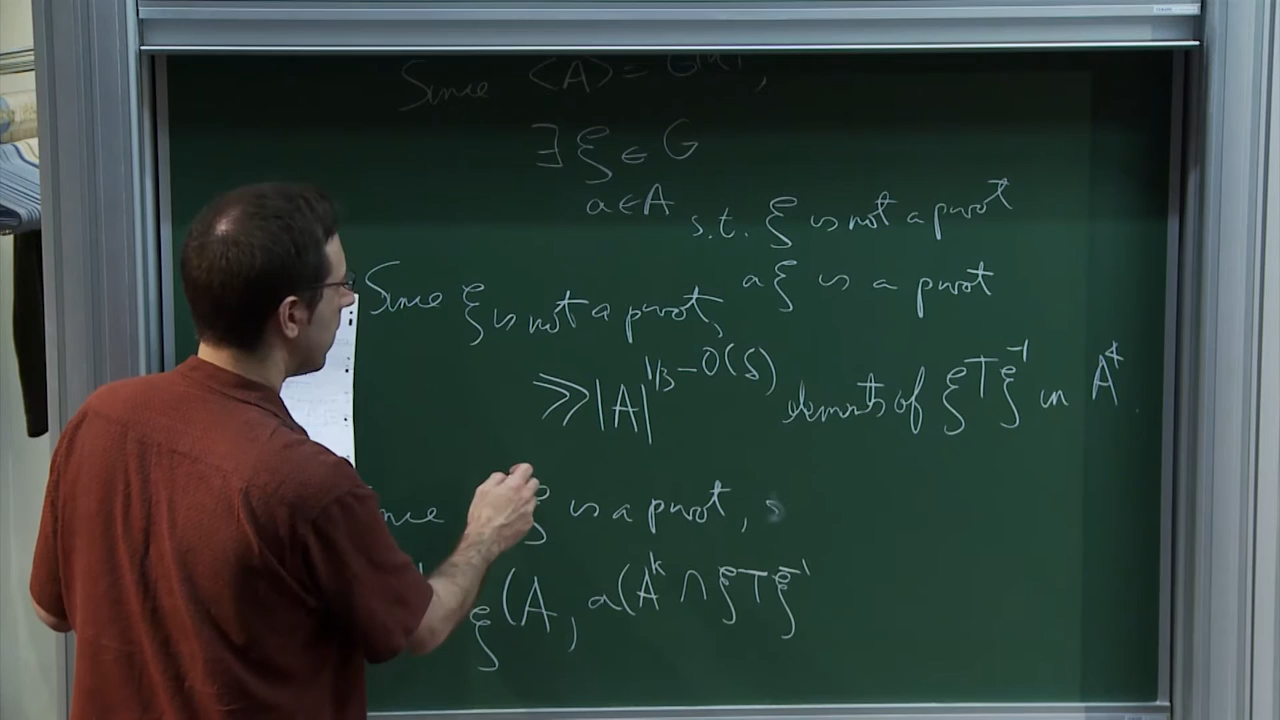 Since ⟨A⟩ =
∃ ξ ∈ G
a ∈ A s.t. ξ is not a pivot
aξ is a pivot
Since ξ is not a pivot,
≫ |A|^{1/3 - O(δ)} elements of ξTξ^{-1} in A^k.
ξ is a pivot,
ξ(A, a(A^k ∩ ξTξ^{-1}